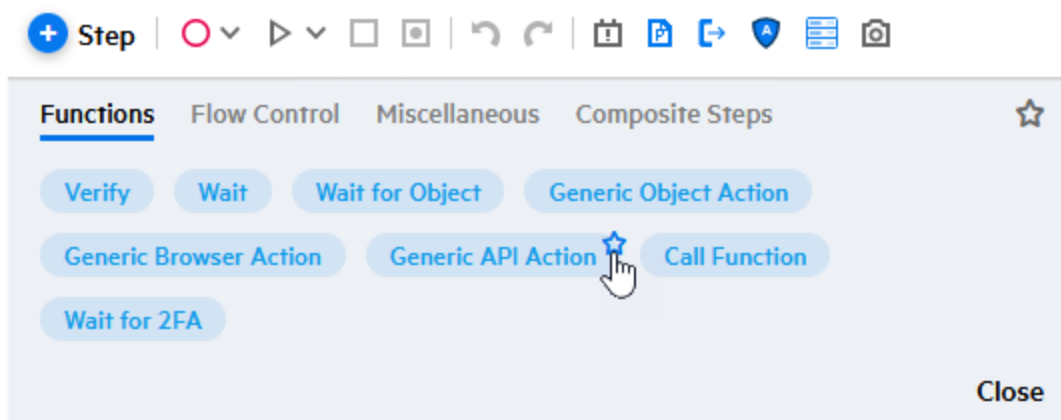 Step
Functions Flow Control Miscellaneous Composite Steps
Verify Wait Wait for Object Generic Object Action
Generic Browser Action Generic API Action Call Function
Wait for 2FA
Close